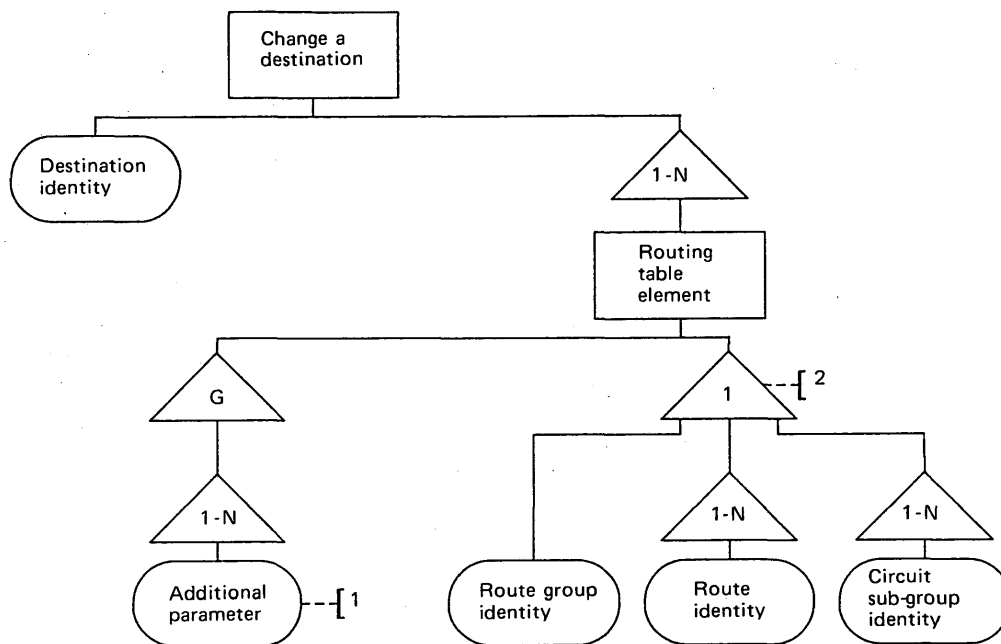 Change a
destination
Destination
identity
1-N
Routing
table
element
G
1
2
1-N
1-N
1-N
Additional
parameter
1
Route group
identity
Route
identity
Circuit
sub-group
identity